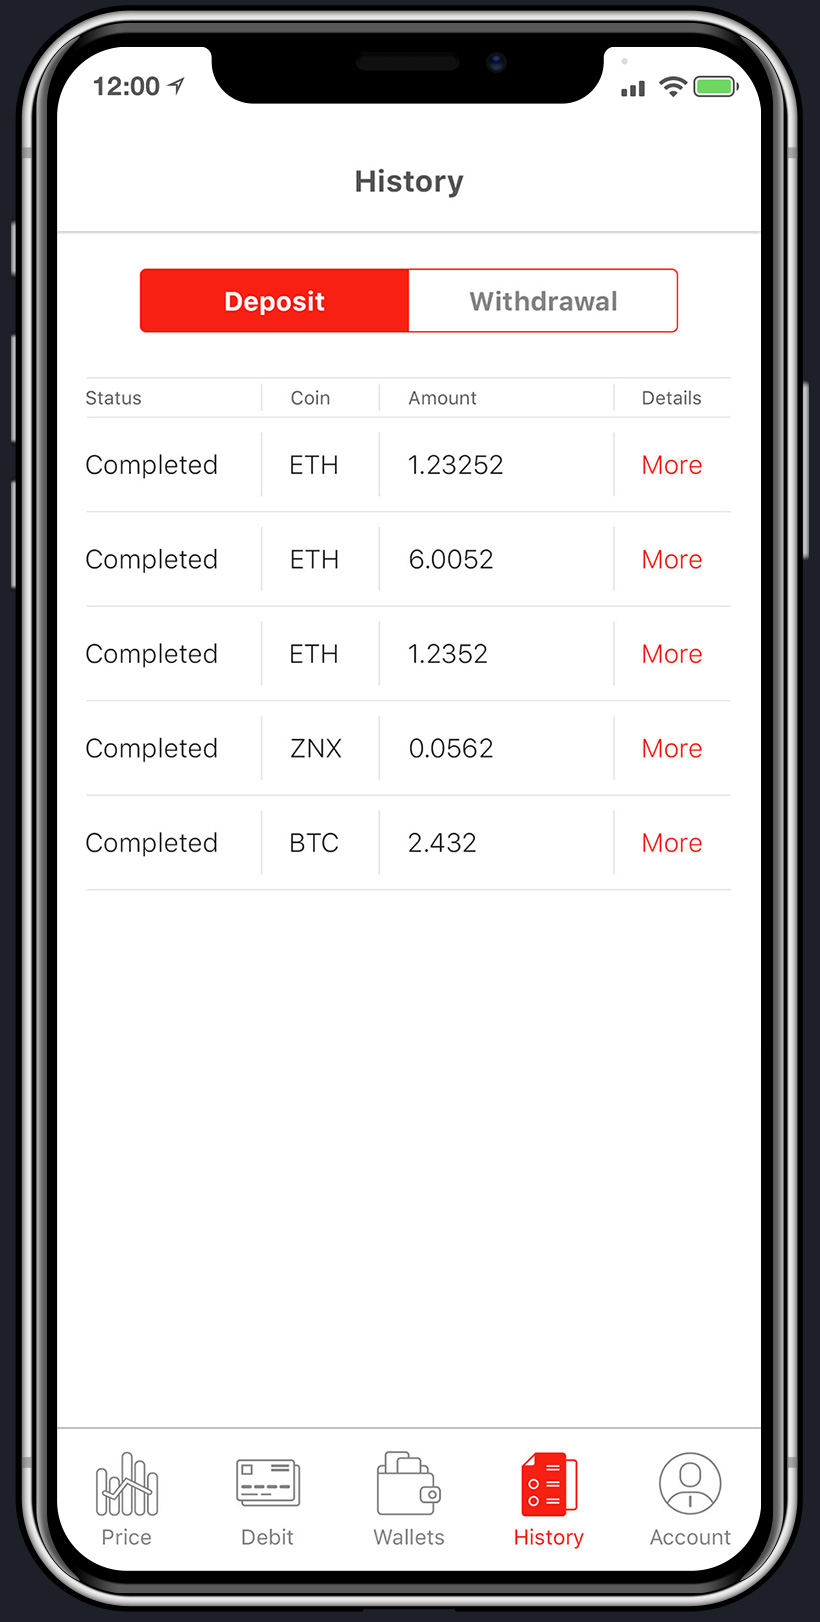 12:00
History
Deposit Withdrawal
Status Coin Amount Details
Completed ETH 1.23252 More
Completed ETH 6.0052 More
Completed ETH 1.2352 More
Completed ZNX 0.0562 More
Completed BTC 2.432 More
Price Debit Wallets History Account